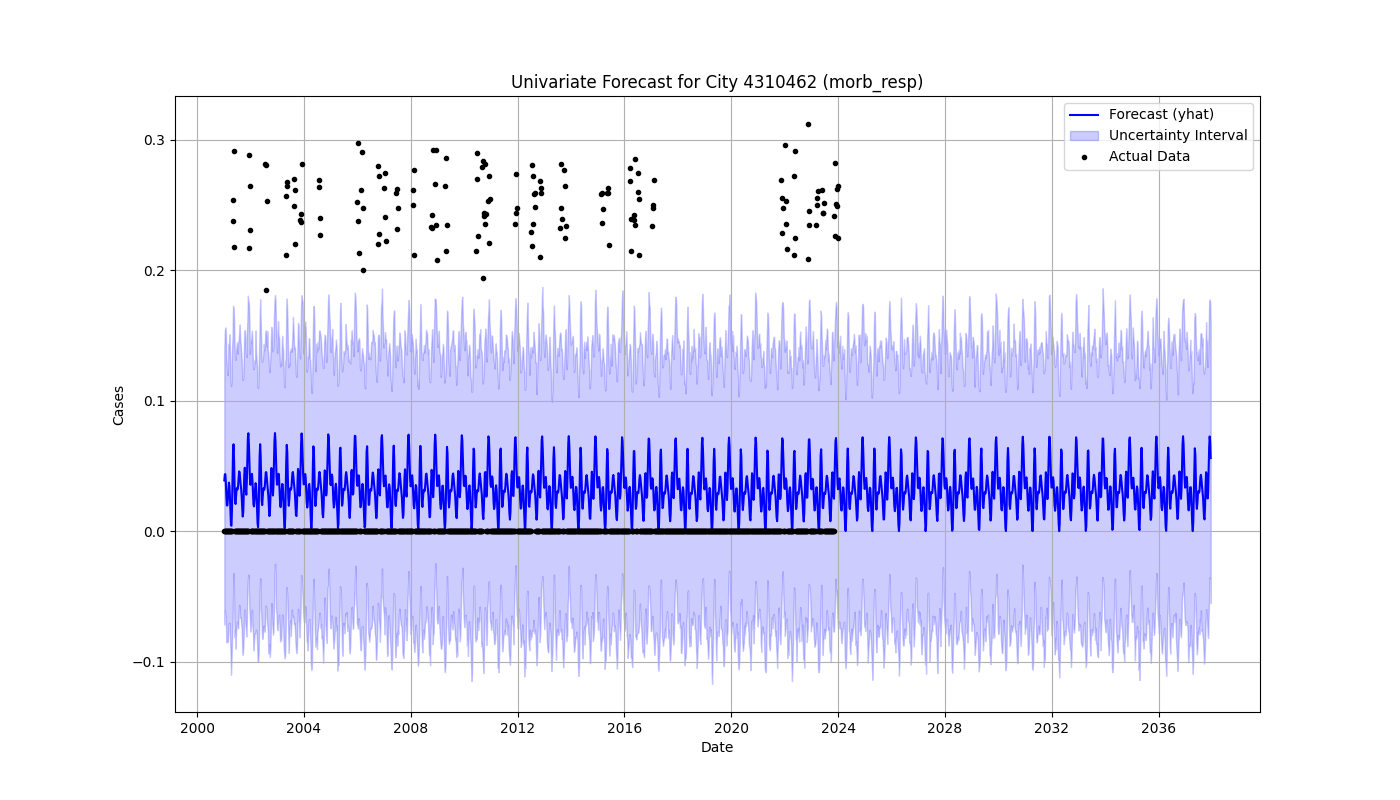 Univariate Forecast for City 4310462 (morb_resp)
Forecast (yhat)
Uncertainty Interval
Actual Data
Cases
0.3
0.2
0.1
0.0
−0.1
2000 2004 2008 2012 2016 2020 2024 2028 2032 2036
Date